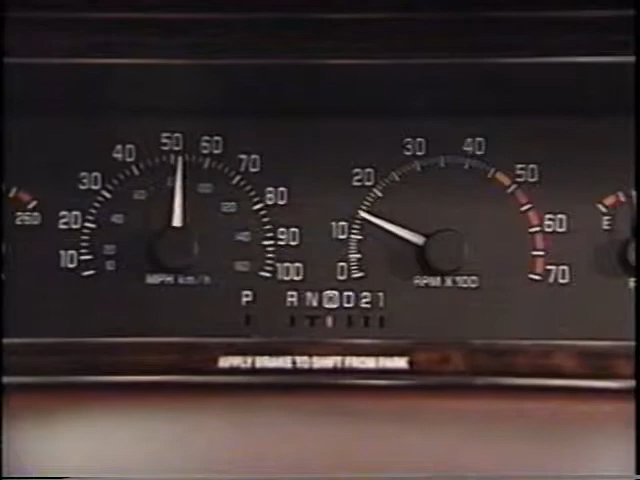 260
10 20 30 40 50 60 70 80 90 100
MPH km/h
0 10 20 30 40 50 60 70
RPM X 100
E
P R N D D 2 1
APPLY BRAKE TO SHIFT FROM PARK